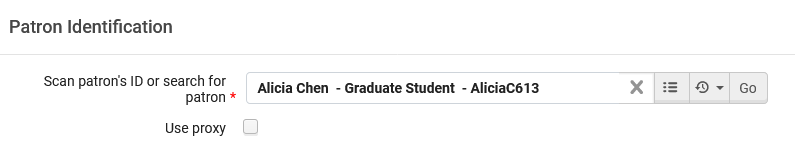 Patron Identification
Scan patron's ID or search for
patron * Alicia Chen - Graduate Student - AliciaC613 Go
Use proxy